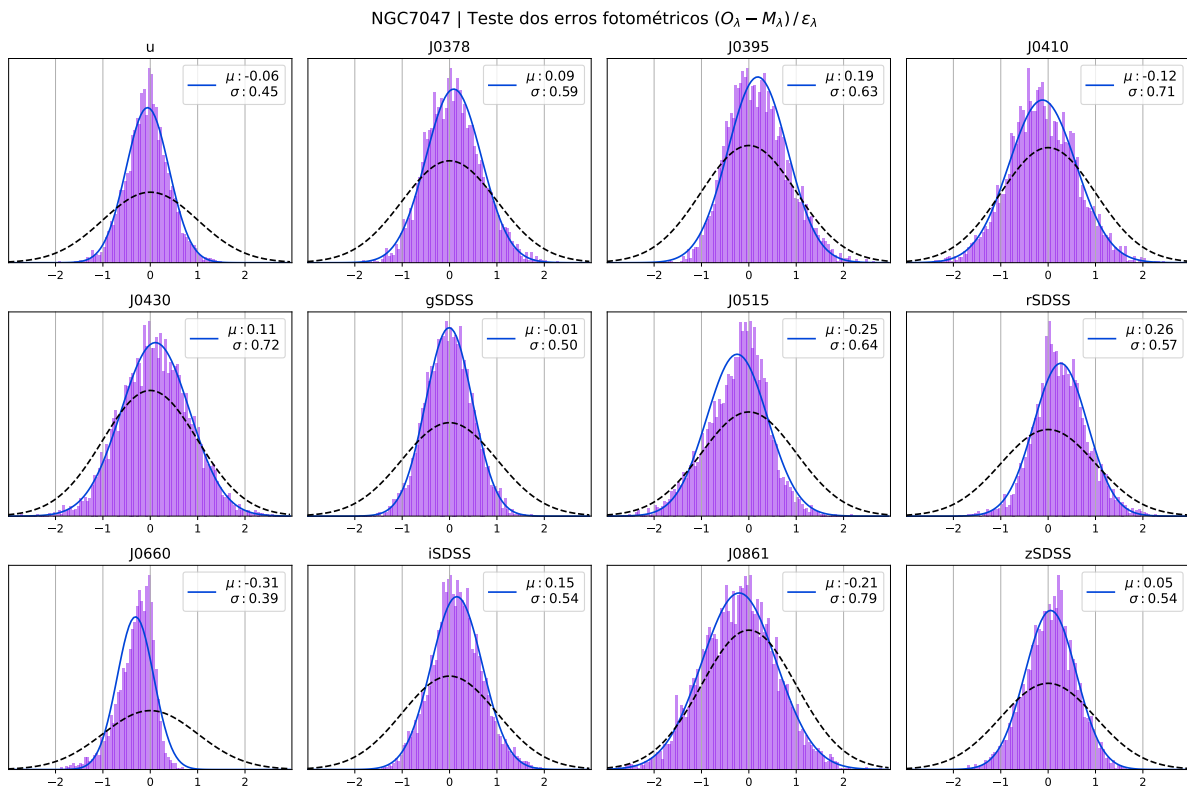 NGC7047 | Teste dos erros fotométricos (Oλ − Mλ) / ελ
u
μ : -0.06
σ : 0.45
−2 −1 0 1 2
J0378
μ : 0.09
σ : 0.59
−2 −1 0 1 2
J0395
μ : 0.19
σ : 0.63
−2 −1 0 1 2
J0410
μ : -0.12
σ : 0.71
−2 −1 0 1 2
J0430
μ : 0.11
σ : 0.72
−2 −1 0 1 2
gSDSS
μ : -0.01
σ : 0.50
−2 −1 0 1 2
J0515
μ : -0.25
σ : 0.64
−2 −1 0 1 2
rSDSS
μ : 0.26
σ : 0.57
−2 −1 0 1 2
J0660
μ : -0.31
σ : 0.39
−2 −1 0 1 2
iSDSS
μ : 0.15
σ : 0.54
−2 −1 0 1 2
J0861
μ : -0.21
σ : 0.79
−2 −1 0 1 2
zSDSS
μ : 0.05
σ : 0.54
−2 −1 0 1 2